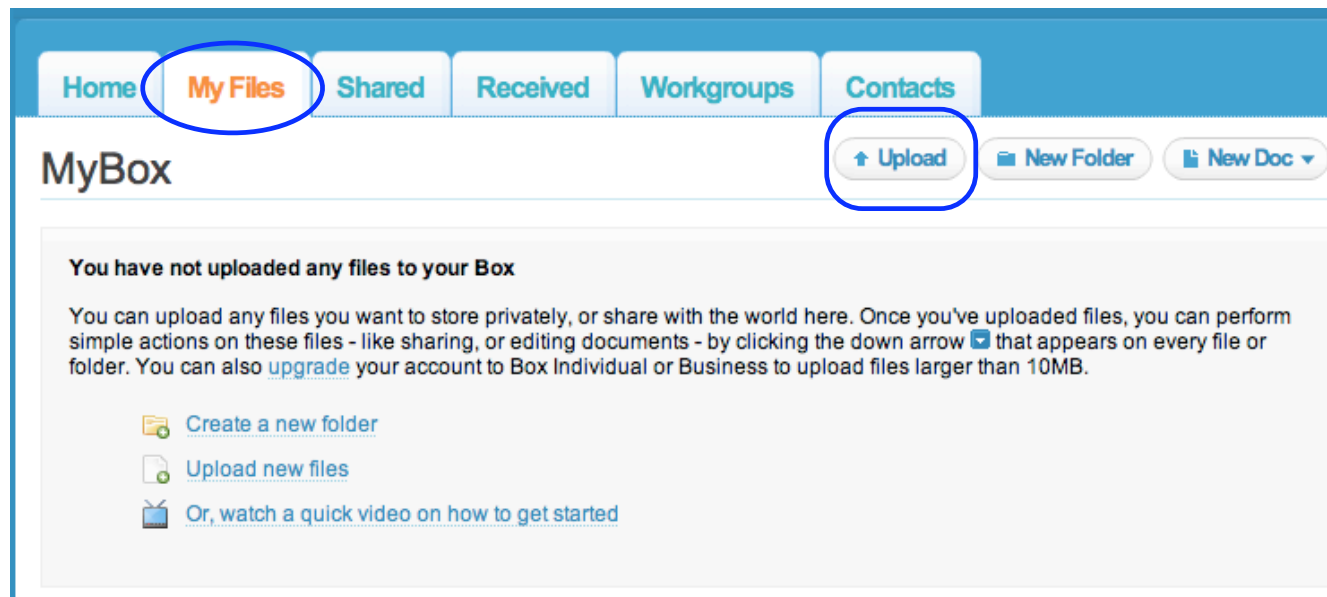 Home My Files Shared Received Workgroups Contacts
MyBox Upload New Folder New Doc
You have not uploaded any files to your Box
You can upload any files you want to store privately, or share with the world here. Once you've uploaded files, you can perform
simple actions on these files - like sharing, or editing documents - by clicking the down arrow that appears on every file or
folder. You can also upgrade your account to Box Individual or Business to upload files larger than 10MB.
Create a new folder
Upload new files
Or, watch a quick video on how to get started